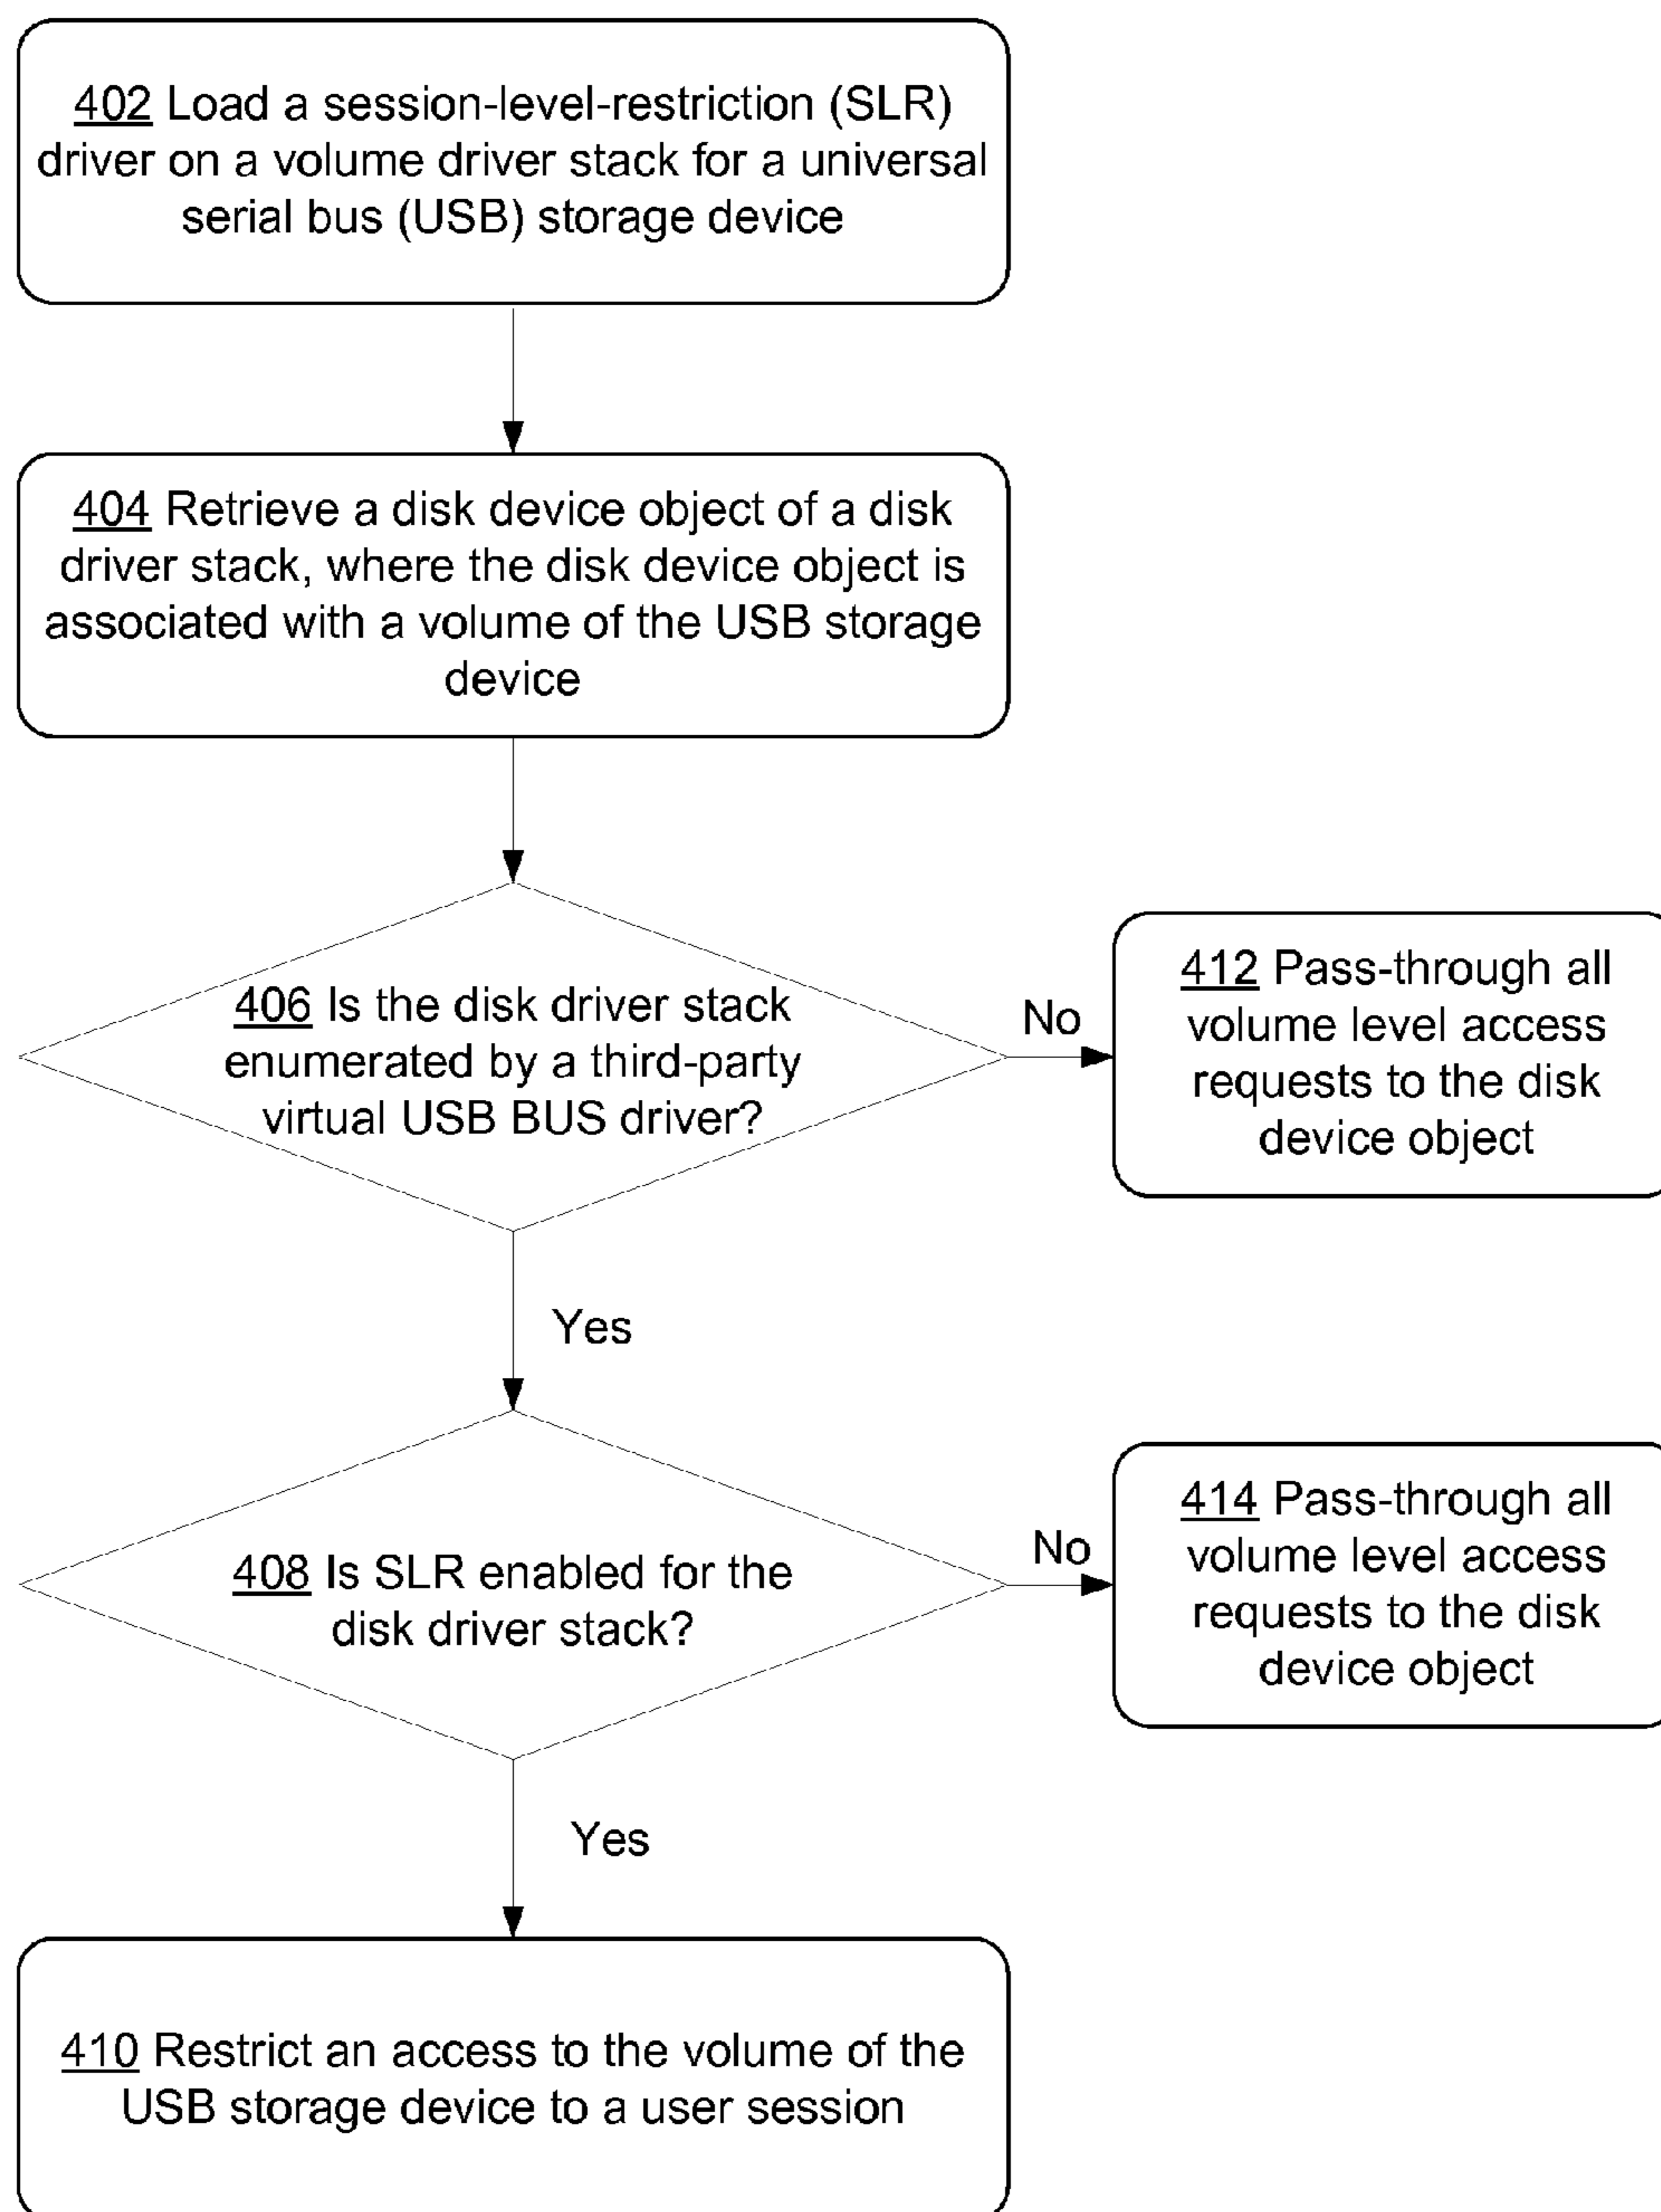 402 Load a session-level-restriction (SLR)
driver on a volume driver stack for a universal
serial bus (USB) storage device
404 Retrieve a disk device object of a disk
driver stack, where the disk device object is
associated with a volume of the USB storage
device
406 Is the disk driver stack
enumerated by a third-party
virtual USB BUS driver?
No
412 Pass-through all
volume level access
requests to the disk
device object
Yes
408 Is SLR enabled for the
disk driver stack?
No
414 Pass-through all
volume level access
requests to the disk
device object
Yes
410 Restrict an access to the volume of the
USB storage device to a user session